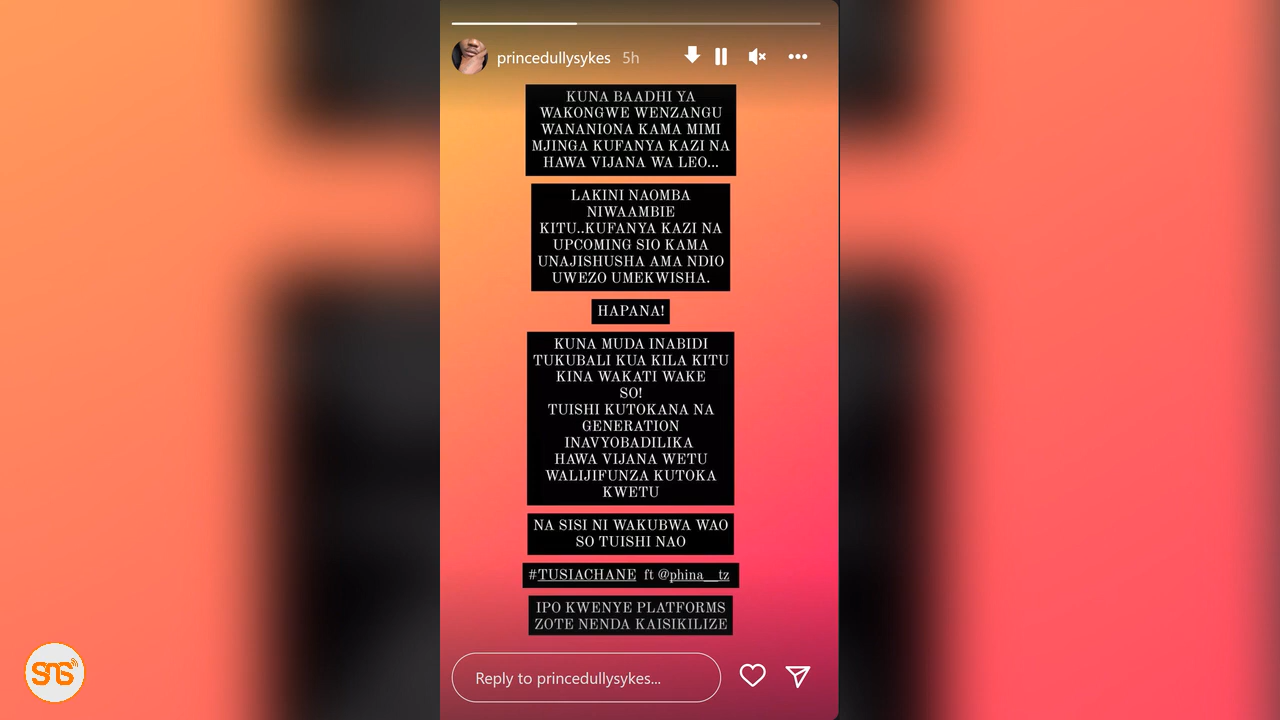 princedullysykes 5h
KUNA BAADHI YA
WAKONGWE WENZANGU
WANANIONA KAMA MIMI
MJINGA KUFANYA KAZI NA
HAWA VIJANA WA LEO...
LAKINI NAOMBA
NIWAAMBIE
KITU..KUFANYA KAZI NA
UPCOMING SIO KAMA
UNAJISHUSHA AMA NDIO
UWEZO UMEKWISHA.
HAPANA!
KUNA MUDA INABIDI
TUKUBALI KUA KILA KITU
KINA WAKATI WAKE
SO!
TUISHI KUTOKANA NA
GENERATION
INAVYOBADILIKA
HAWA VIJANA WETU
WALIJIFUNZA KUTOKA
KWETU
NA SISI NI WAKUBWA WAO
SO TUISHI NAO
#TUSIACHANE ft @phina__tz
IPO KWENYE PLATFORMS
ZOTE NENDA KAISIKILIZE
Reply to princedullysykes...
SNS